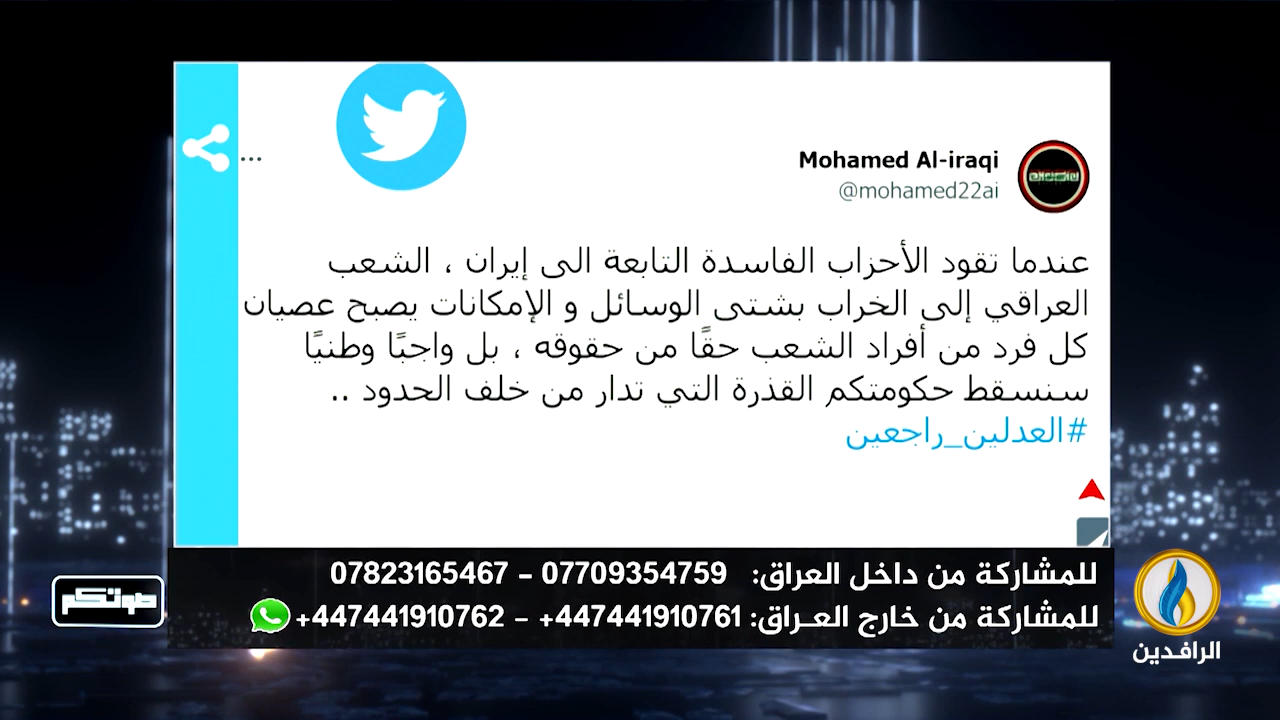 ...
Mohamed Al-iraqi
@mohamed22ai
عندما تقود الأحزاب الفاسدة التابعة الى إيران ، الشعب
العراقي إلى الخراب بشتى الوسائل و الإمكانات يصبح عصيان
كل فرد من أفراد الشعب حقًا من حقوقه ، بل واجبًا وطنيًا
سنسقط حكومتكم القذرة التي تدار من خلف الحدود ..
#العدلين_راجعين
للمشاركة من داخل العراق: 07709354759 - 07823165467
للمشاركة من خارج العـراق: 447441910761+ - 447441910762+
صوتكم
الرافدين